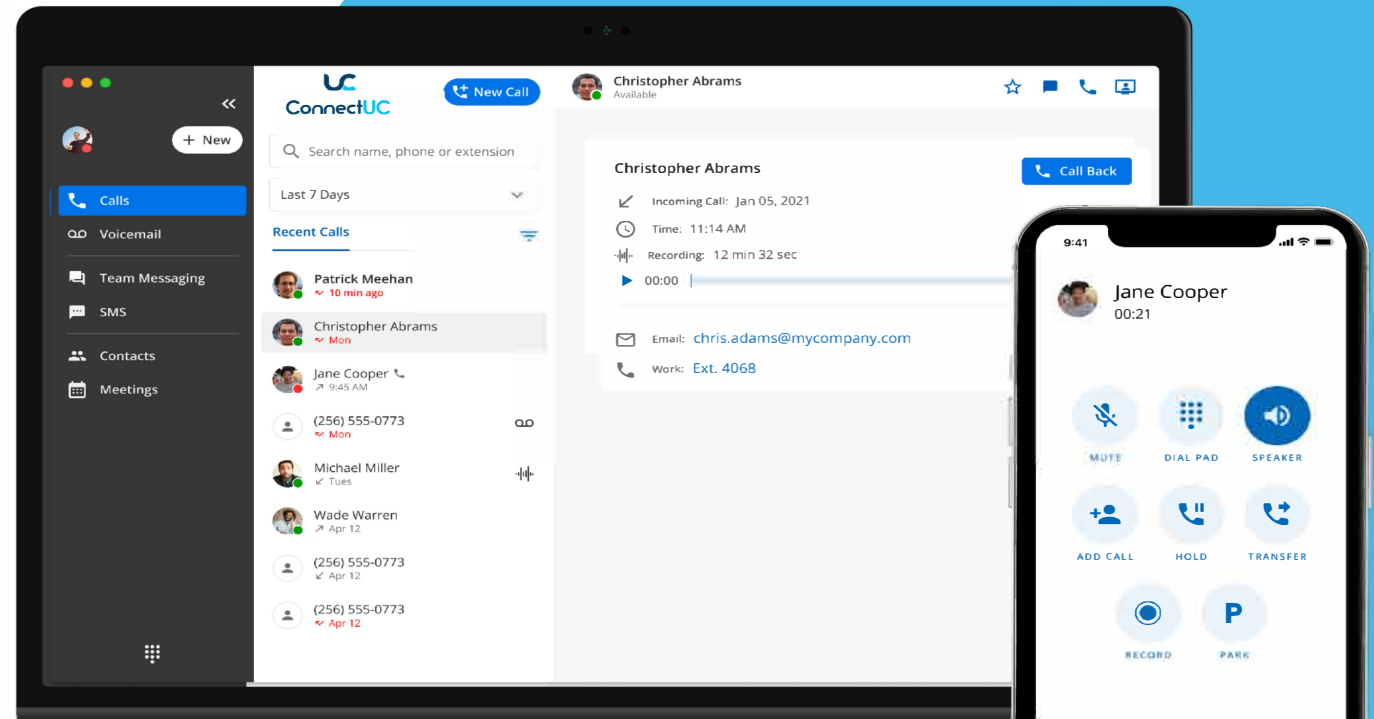 + New
Calls
Voicemail
Team Messaging
SMS
Contacts
Meetings
UC
ConnectUC
New Call
Search name, phone or extension
Last 7 Days
Recent Calls
Patrick Meehan
10 min ago
Christopher Abrams
Mon
Jane Cooper
9:45 AM
(256) 555-0773
Mon
Michael Miller
Tues
Wade Warren
Apr 12
(256) 555-0773
Apr 12
(256) 555-0773
Apr 12
Christopher Abrams
Available
Christopher Abrams
Call Back
Incoming Call: Jan 05, 2021
Time: 11:14 AM
Recording: 12 min 32 sec
00:00
Email: chris.adams@mycompany.com
Work: Ext. 4068
9:41
Jane Cooper
00:21
MUTE DIAL PAD SPEAKER
ADD CALL HOLD TRANSFER
P
RECORD PARK